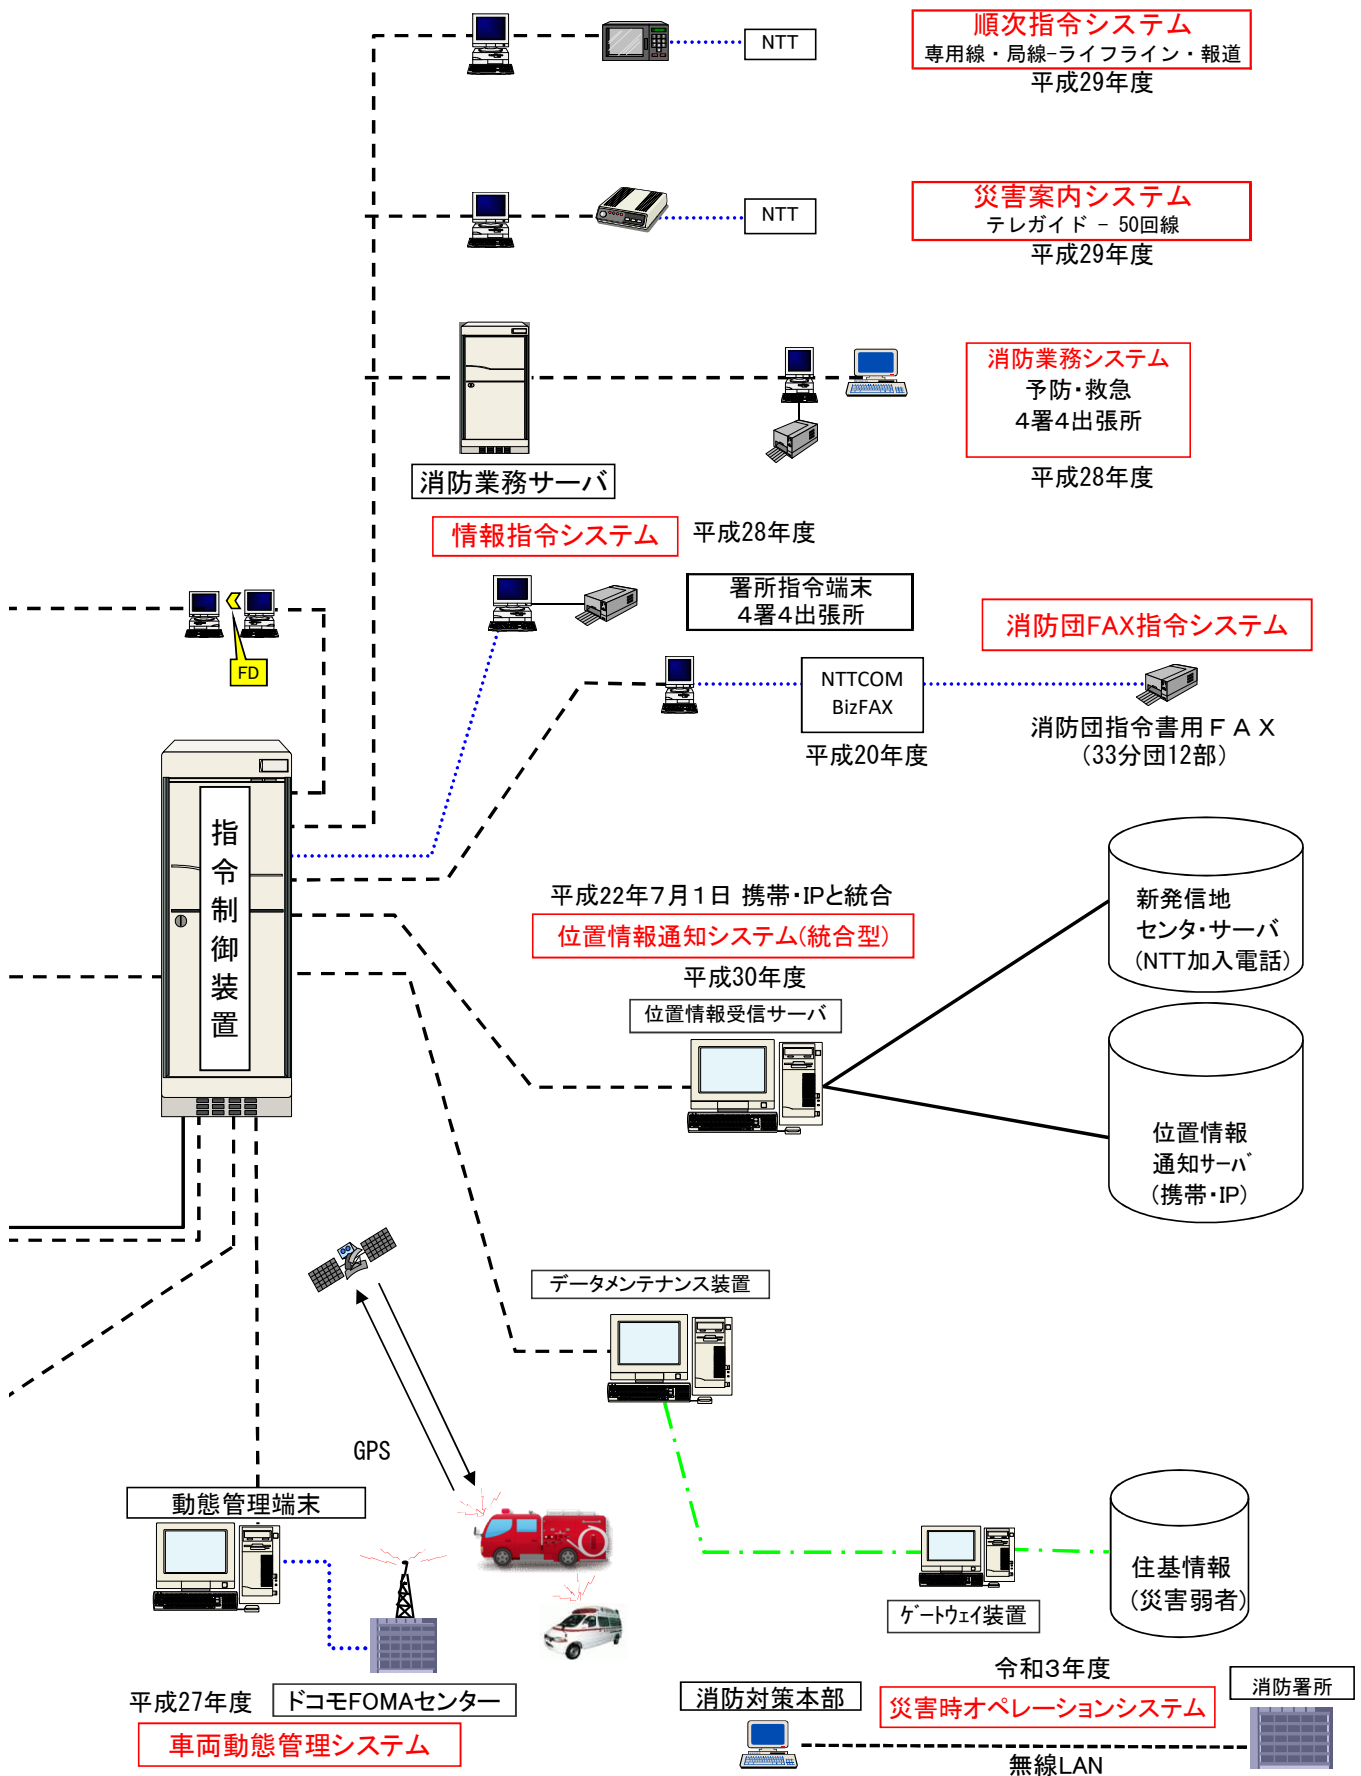 NTT
順次指令システム
専用線・局線-ライフライン・報道
平成29年度
NTT
災害案内システム
テレガイド － 50回線
平成29年度
消防業務システム
予防・救急
４署４出張所
平成28年度
消防業務サーバ
情報指令システム
平成28年度
署所指令端末
４署４出張所
消防団FAX指令システム
FD
NTTCOM
BizFAX
平成20年度
消防団指令書用ＦＡＸ
(33分団12部)
指令制御装置
平成22年７月１日 携帯・IPと統合
位置情報通知システム(統合型)
平成30年度
位置情報受信サーバ
新発信地
センタ・サーバ
(NTT加入電話)
位置情報
通知ｻｰﾊﾞ
(携帯・IP)
データメンテナンス装置
GPS
動態管理端末
住基情報
(災害弱者)
ｹﾞｰﾄｳｪｲ装置
平成27年度
ドコモFOMAセンター
車両動態管理システム
令和３年度
消防対策本部
災害時オペレーションシステム
消防署所
無線LAN